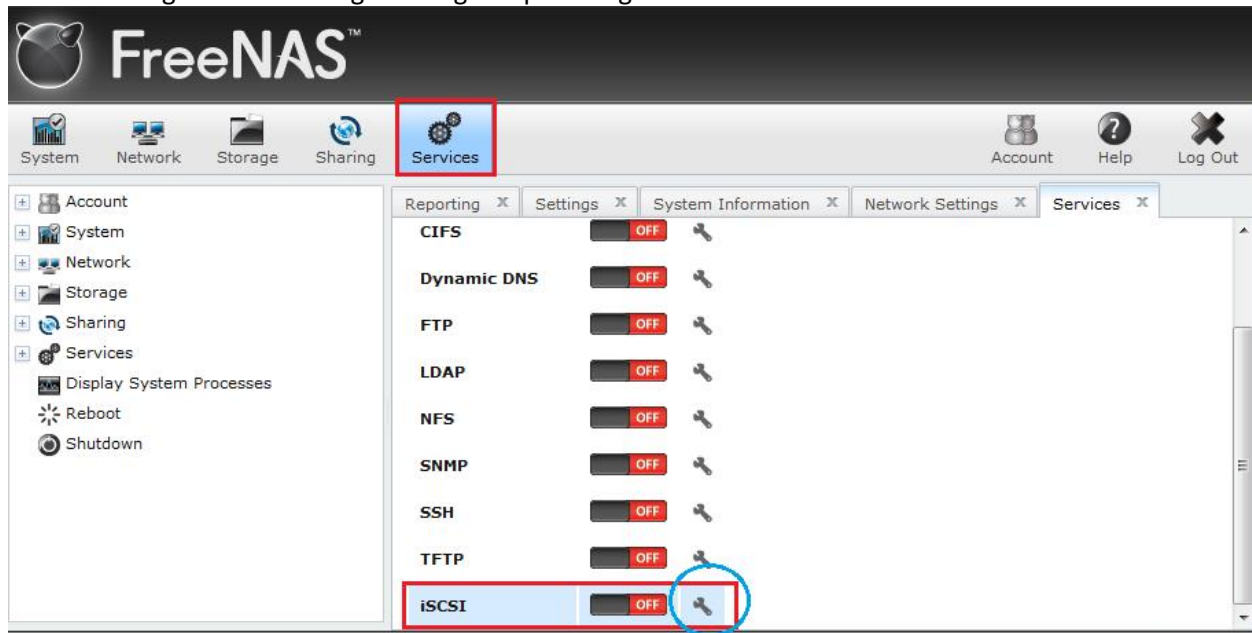 FreeNAS™
System Network Storage Sharing Services Account Help Log Out
Account
System
Network
Storage
Sharing
Services
Display System Processes
Reboot
Shutdown
Reporting X Settings X System Information X Network Settings X Services X
CIFS OFF
Dynamic DNS OFF
FTP OFF
LDAP OFF
NFS OFF
SNMP OFF
SSH OFF
TFTP OFF
iSCSI OFF